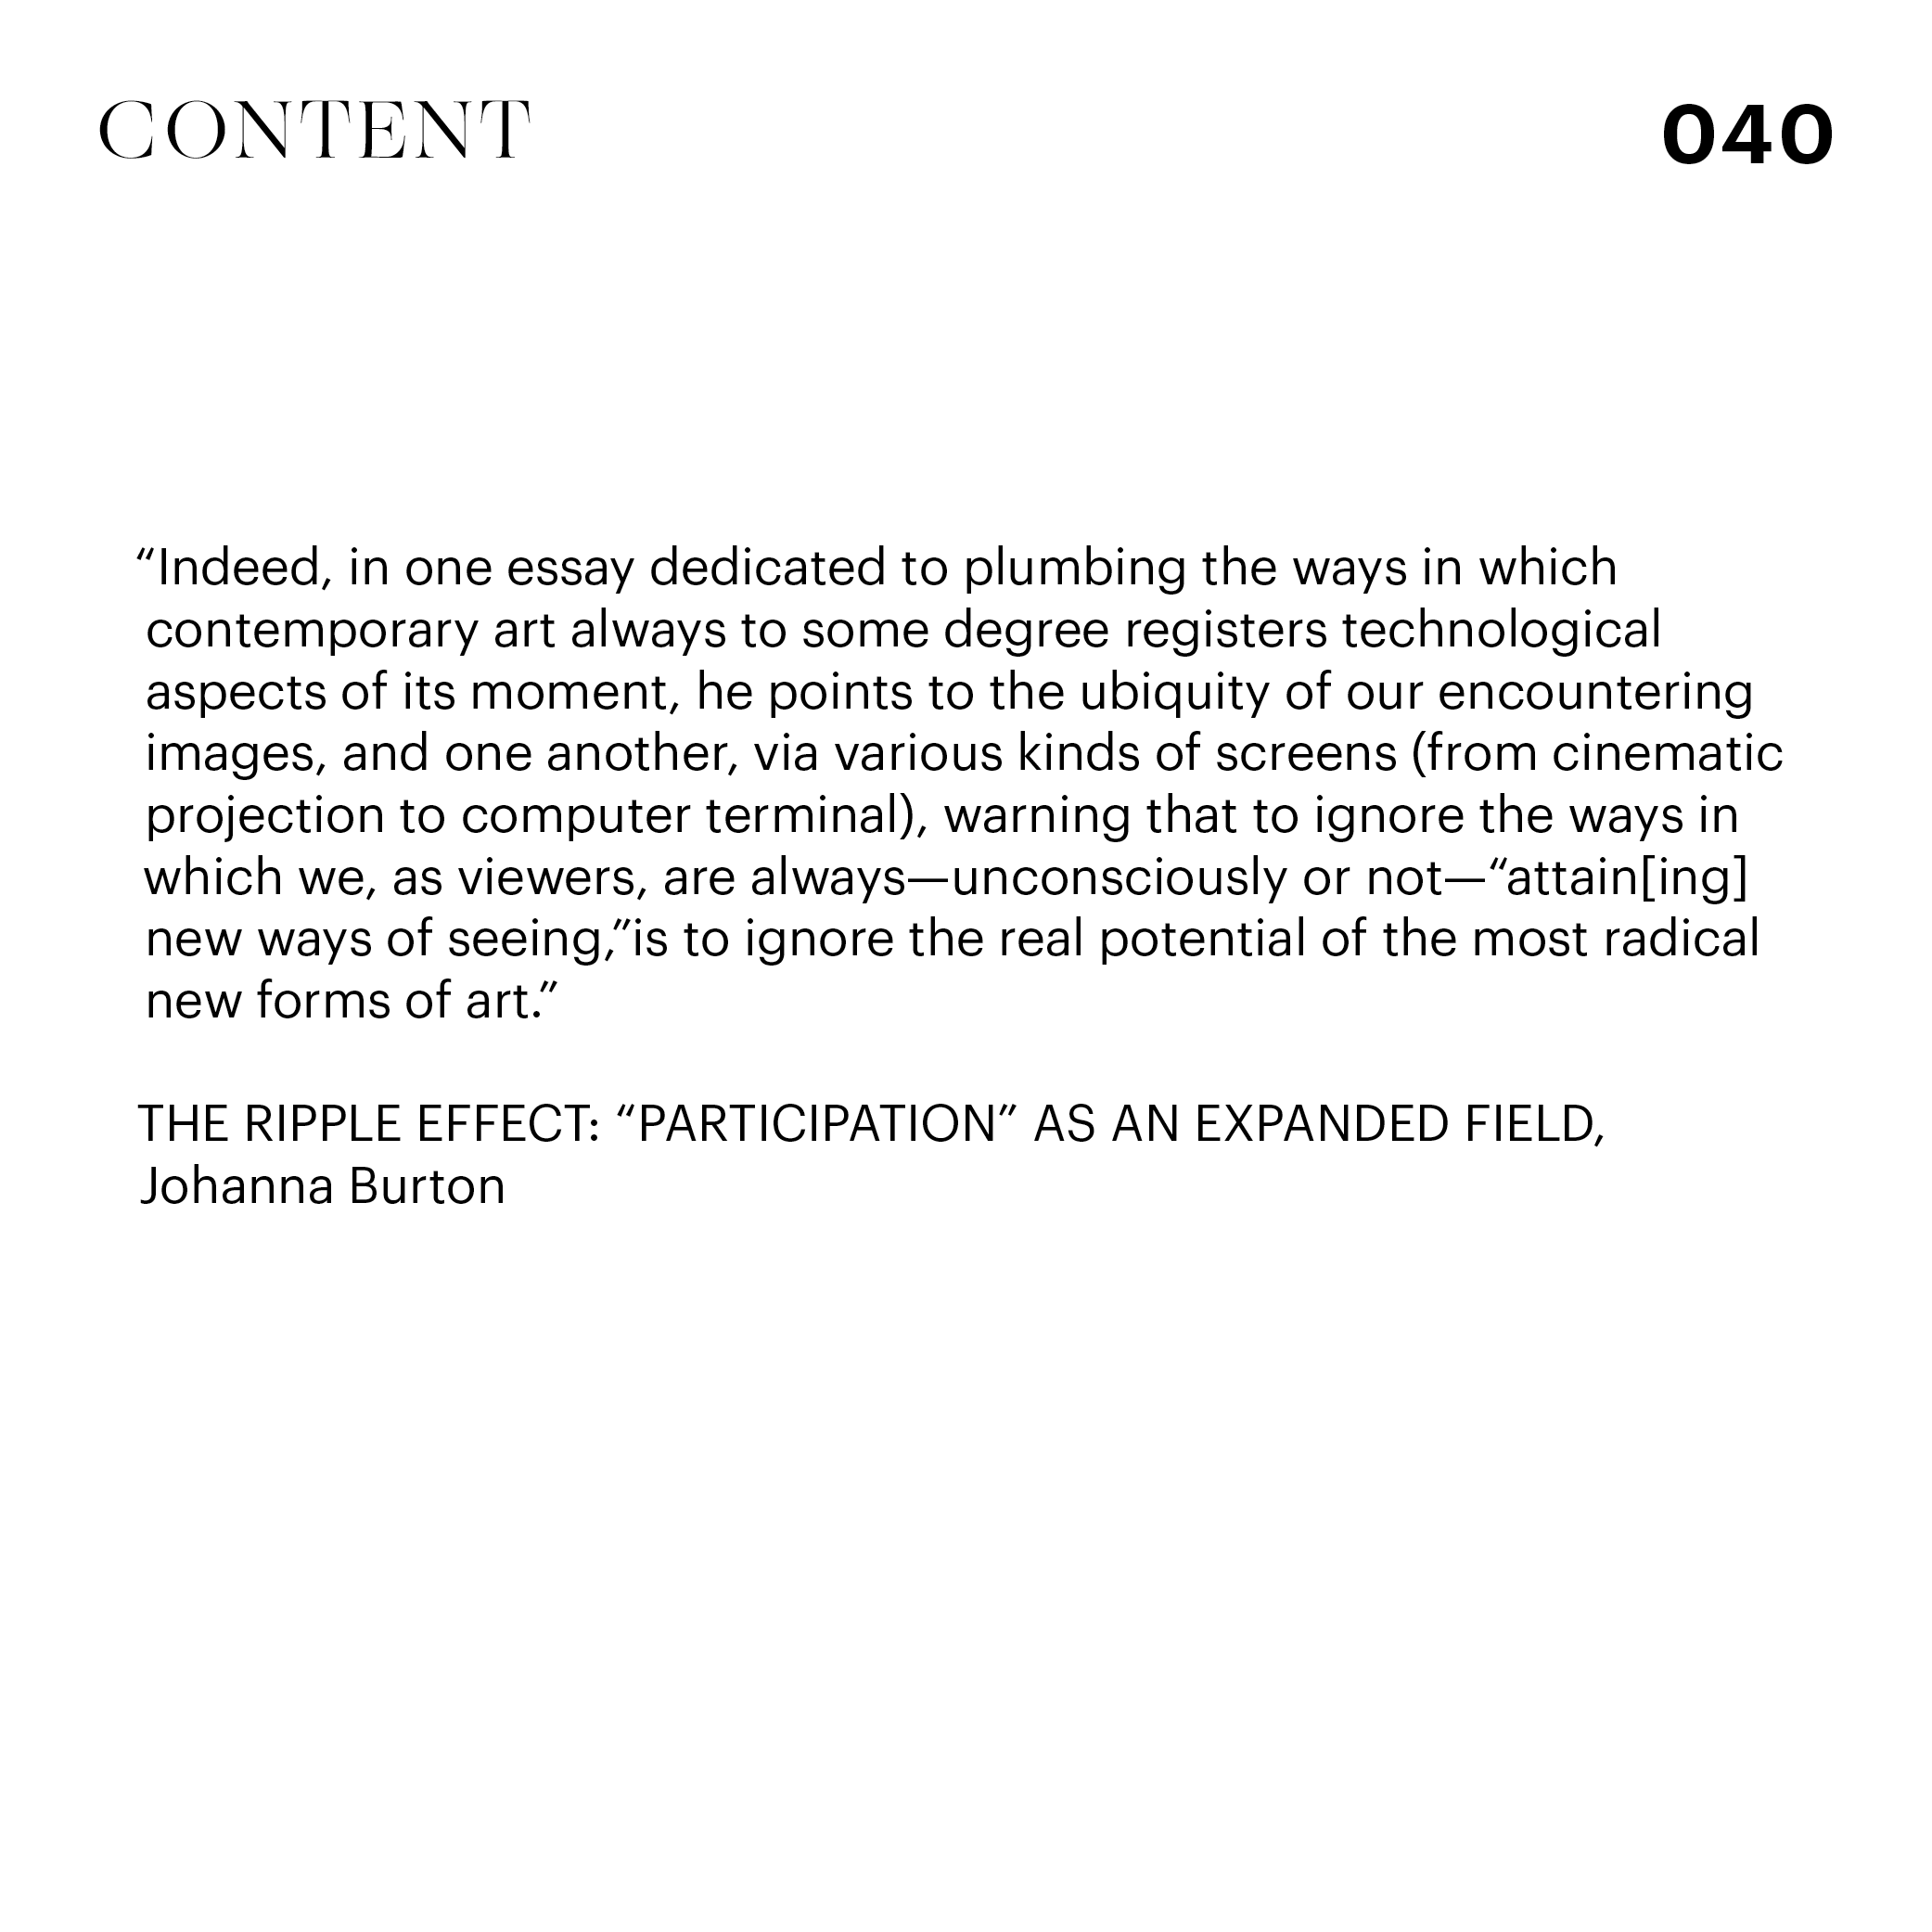 CONTENT
040
“Indeed, in one essay dedicated to plumbing the ways in which
contemporary art always to some degree registers technological
aspects of its moment, he points to the ubiquity of our encountering
images, and one another, via various kinds of screens (from cinematic
projection to computer terminal), warning that to ignore the ways in
which we, as viewers, are always—unconsciously or not—“attain[ing]
new ways of seeing,”is to ignore the real potential of the most radical
new forms of art.”
THE RIPPLE EFFECT: “PARTICIPATION” AS AN EXPANDED FIELD,
Johanna Burton